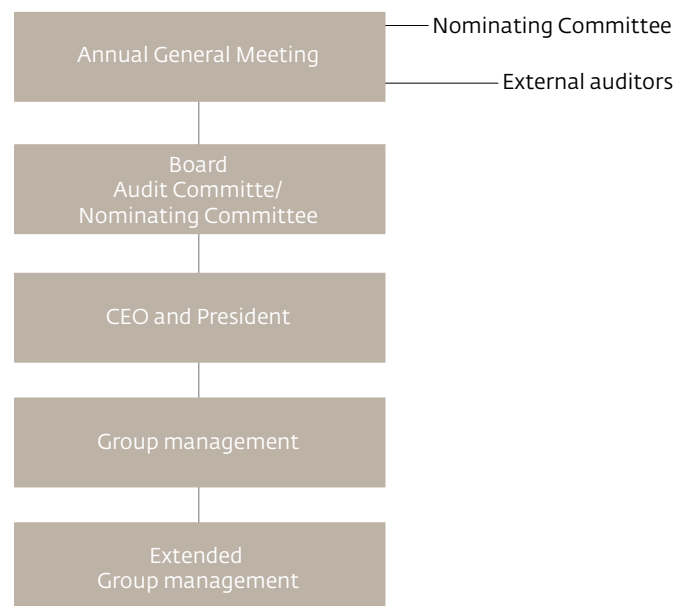 Annual General Meeting
Nominating Committee
External auditors
Board
Audit Committe/
Nominating Committee
CEO and President
Group management
Extended
Group management